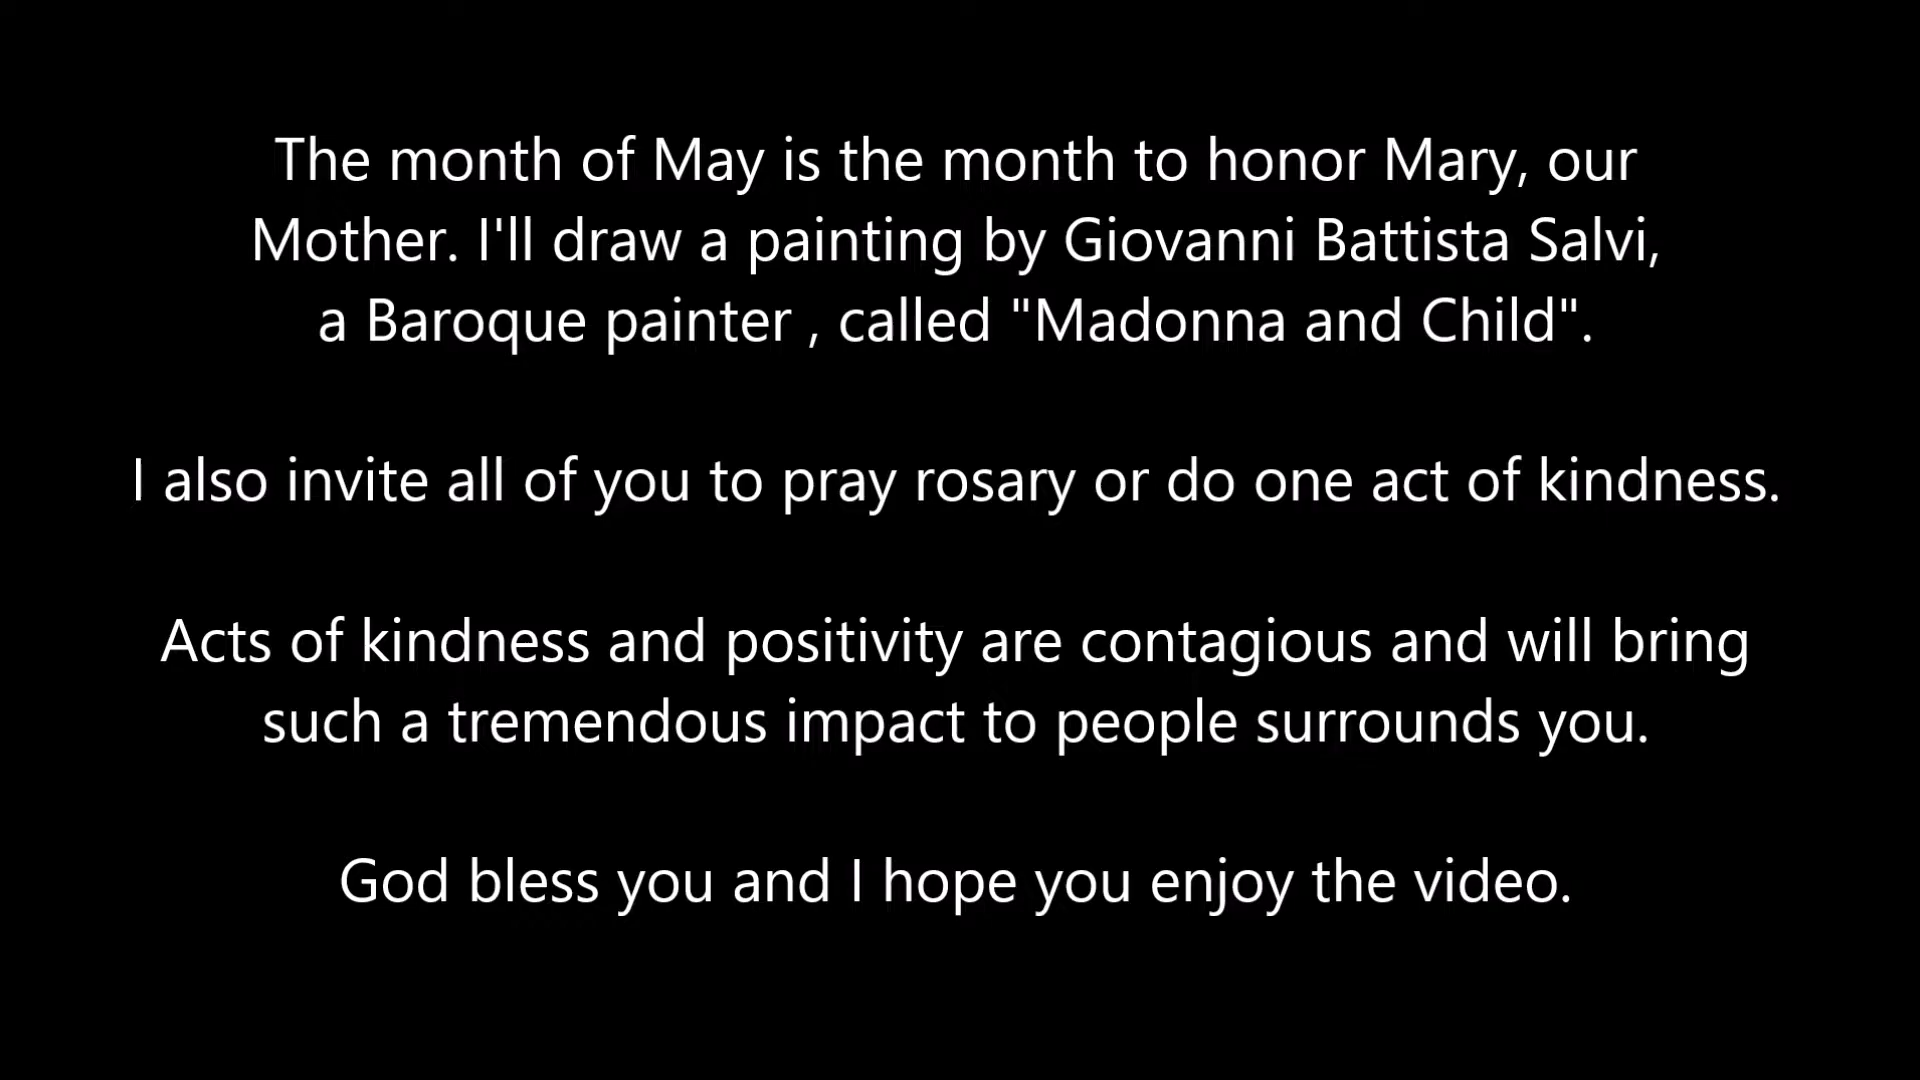 The month of May is the month to honor Mary, our
Mother. I'll draw a painting by Giovanni Battista Salvi,
a Baroque painter , called "Madonna and Child".
I also invite all of you to pray rosary or do one act of kindness.
Acts of kindness and positivity are contagious and will bring
such a tremendous impact to people surrounds you.
God bless you and I hope you enjoy the video.